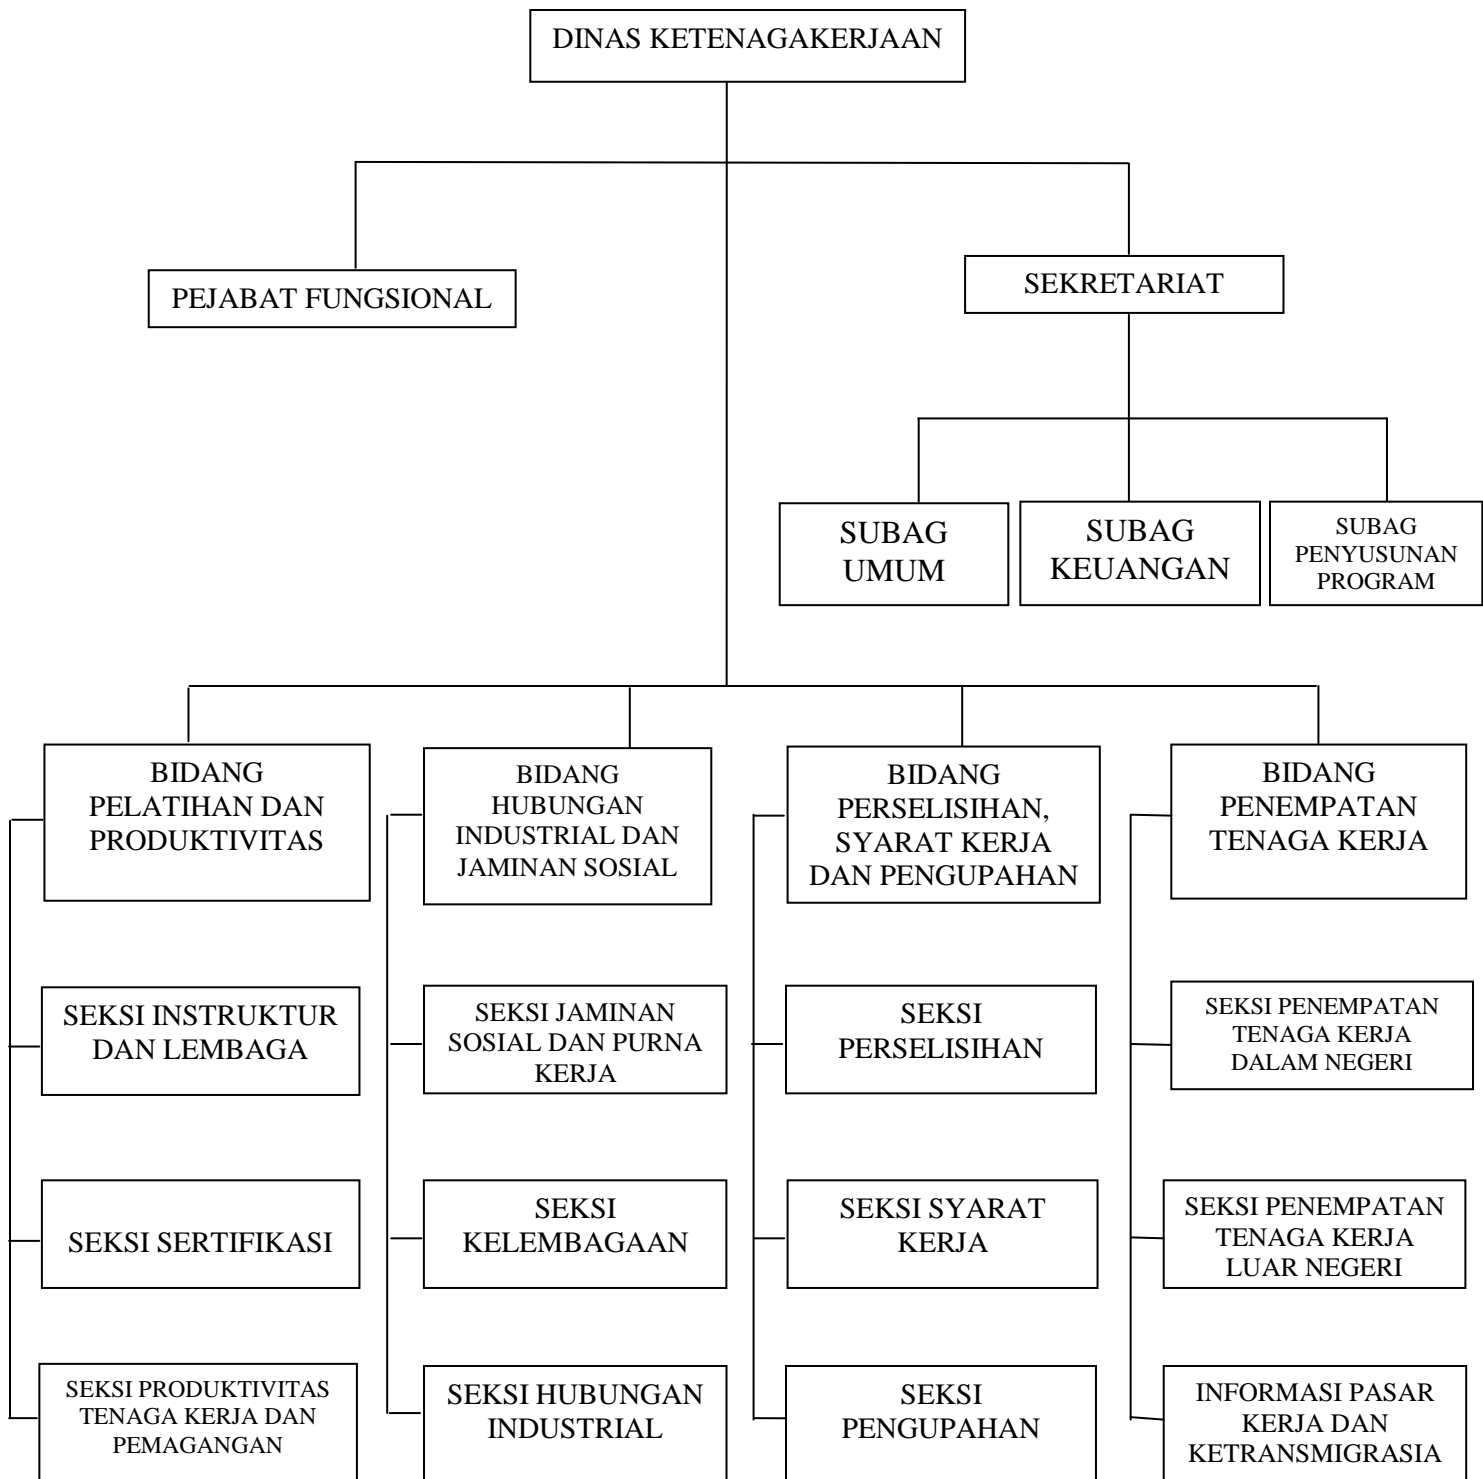 DINAS KETENAGAKERJAAN
PEJABAT FUNGSIONAL
SEKRETARIAT
SUBAG
UMUM
SUBAG
KEUANGAN
SUBAG
PENYUSUNAN
PROGRAM
BIDANG
PELATIHAN DAN
PRODUKTIVITAS
BIDANG
HUBUNGAN
INDUSTRIAL DAN
JAMINAN SOSIAL
BIDANG
PERSELISIHAN,
SYARAT KERJA
DAN PENGUPAHAN
BIDANG
PENEMPATAN
TENAGA KERJA
SEKSI INSTRUKTUR
DAN LEMBAGA
SEKSI JAMINAN
SOSIAL DAN PURNA
KERJA
SEKSI
PERSELISIHAN
SEKSI PENEMPATAN
TENAGA KERJA
DALAM NEGERI
SEKSI SERTIFIKASI
SEKSI
KELEMBAGAAN
SEKSI SYARAT
KERJA
SEKSI PENEMPATAN
TENAGA KERJA
LUAR NEGERI
SEKSI PRODUKTIVITAS
TENAGA KERJA DAN
PEMAGANGAN
SEKSI HUBUNGAN
INDUSTRIAL
SEKSI
PENGUPAHAN
INFORMASI PASAR
KERJA DAN
KETRANSMIGRASIA